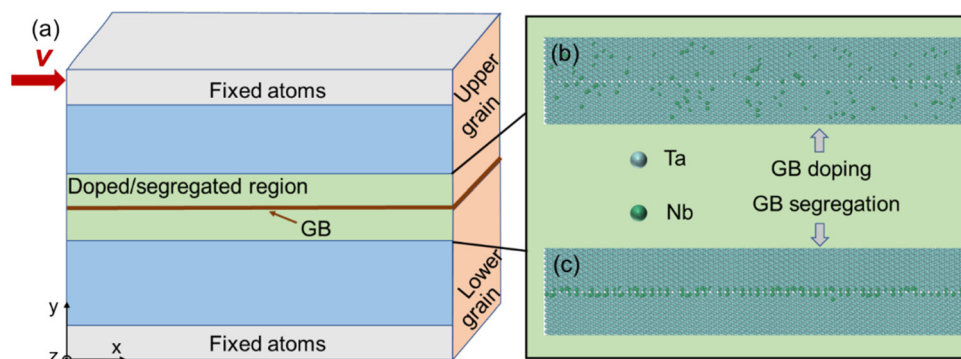 (a)
v
Fixed atoms
Upper
grain
Doped/segregated region
GB
Lower
grain
y
z
x
Fixed atoms
(b)
Ta
GB doping
Nb
GB segregation
(c)